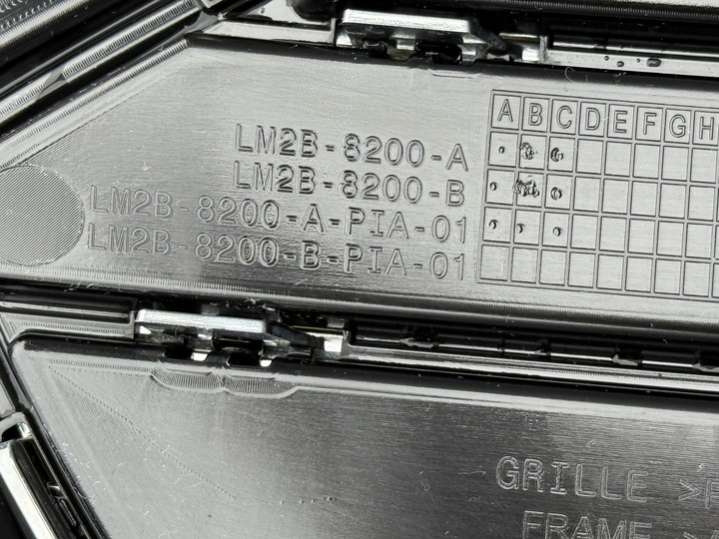 A B C D E F G H
LM2B-8200-A
LM2B-8200-B
LM2B-8200-A-PIA-01
LM2B-8200-B-PIA-01
GRILLE >P
FRAME >